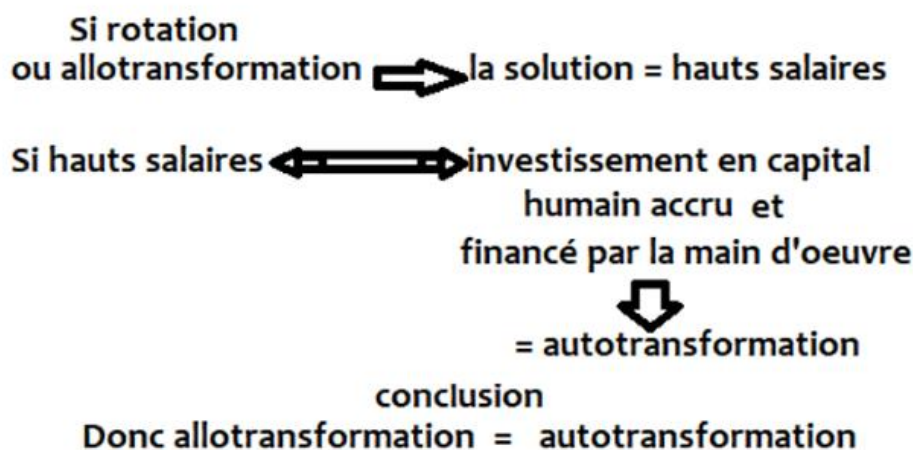 Si rotation
ou allotransformation la solution = hauts salaires
Si hauts salaires investissement en capital
humain accru et
financé par la main d'oeuvre
= autotransformation
conclusion
Donc allotransformation = autotransformation